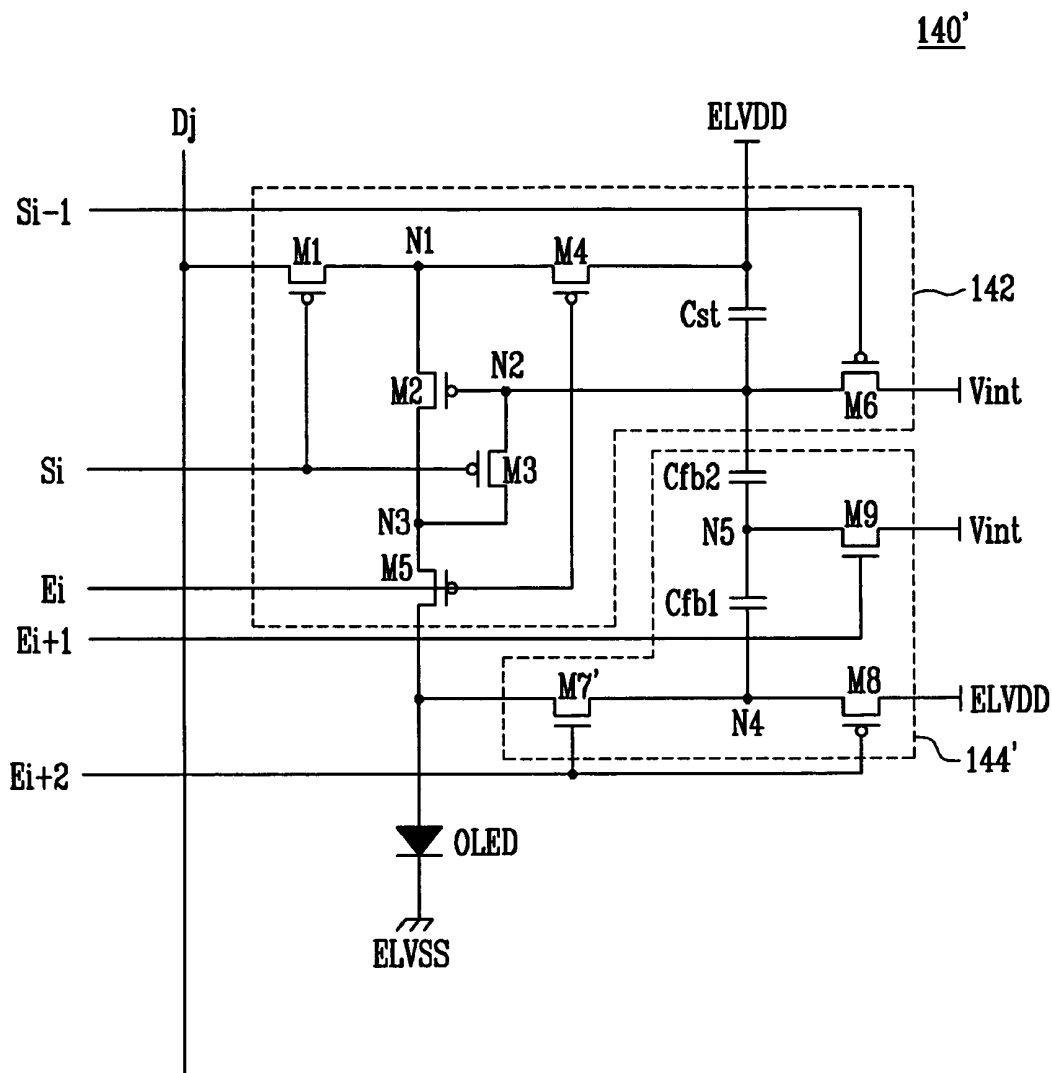 140'
Dj
ELVDD
Si-1
M1
N1
M4
142
Cst
N2
M2
M6
Vint
Si
M3
Cfb2
N3
M9
N5
Vint
M5
Ei
Cfb1
Ei+1
M7'
M8
ELVDD
N4
Ei+2
144'
OLED
ELVSS